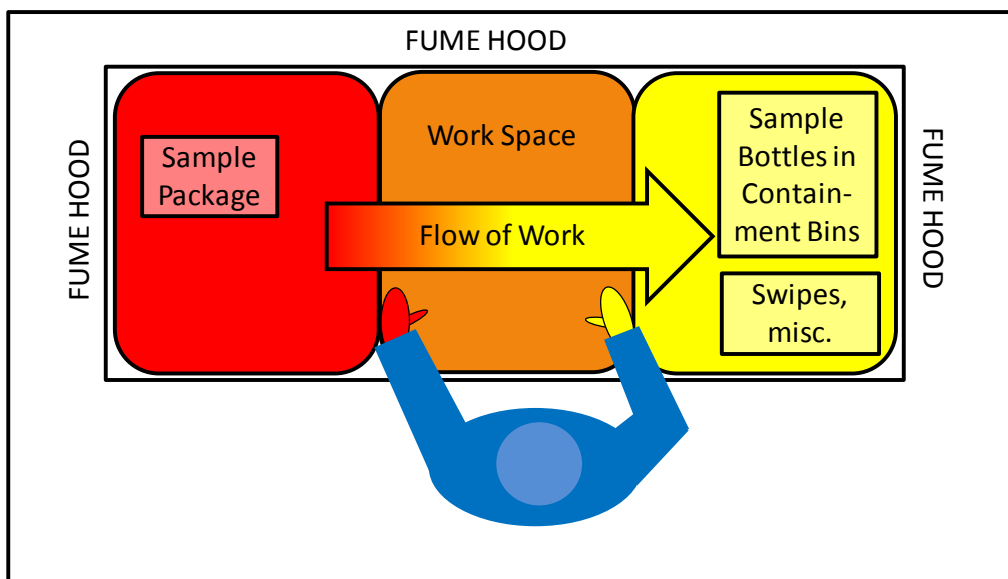 FUME HOOD
FUME HOOD
Sample
Package
Work Space
Flow of Work
Sample
Bottles in
Contain-
ment Bins
Swipes,
misc.
FUME HOOD